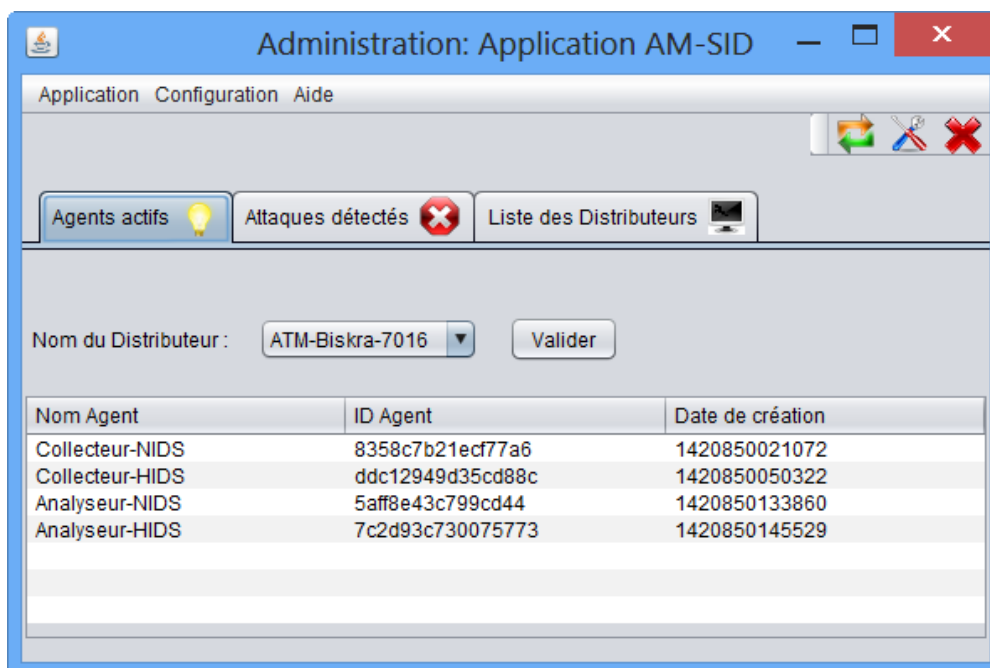 Administration: Application AM-SID
Application Configuration Aide
Agents actifs Attaques détectés Liste des Distributeurs
Nom du Distributeur : ATM-Biskra-7016 Valider
Nom Agent ID Agent Date de création
Collecteur-NIDS 8358c7b21ecf77a6 1420850021072
Collecteur-HIDS ddc12949d35cd88c 1420850050322
Analyseur-NIDS 5aff8e43c799cd44 1420850133860
Analyseur-HIDS 7c2d93c730075773 1420850145529